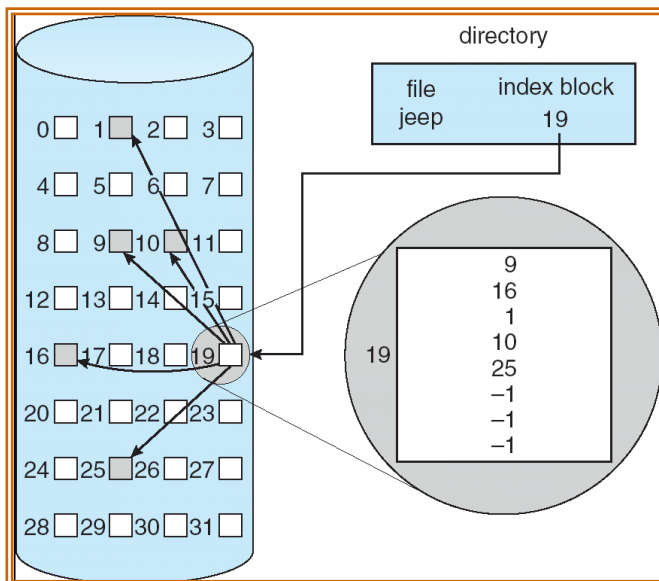 directory
file index block
jeep 19
0 1 2 3
4 5 6 7
8 9 10 11
12 13 14 15
16 17 18 19
20 21 22 23
24 25 26 27
28 29 30 31
19
9
16
1
10
25
–1
–1
–1